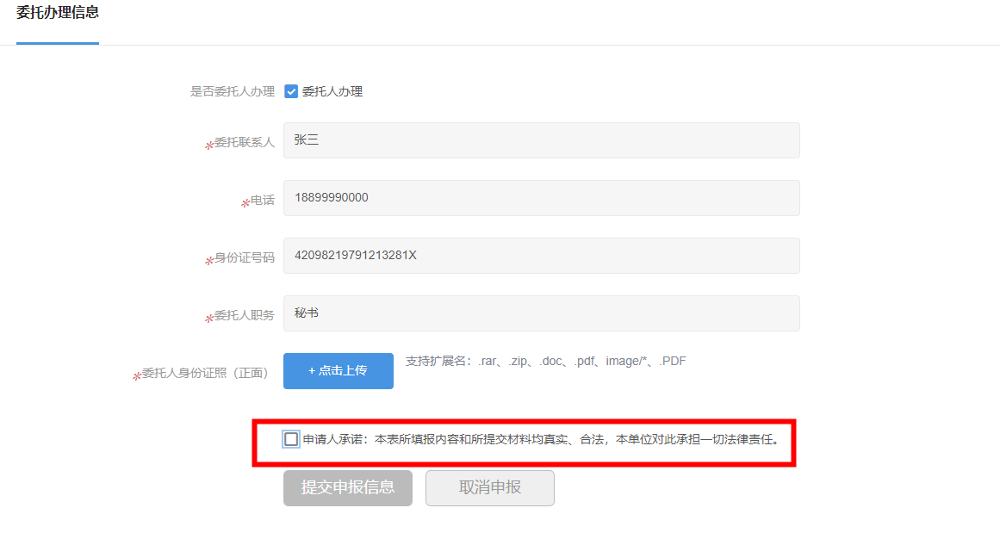 委托办理信息
是否委托人办理 委托人办理
*委托联系人 张三
*电话 18899990000
*身份证号码 42098219791213281X
*委托人职务 秘书
*委托人身份证照（正面） + 点击上传 支持扩展名：.rar、.zip、.doc、.pdf、image/*、.PDF
申请人承诺：本表所填报内容和所提交材料均真实、合法，本单位对此承担一切法律责任。
提交申报信息 取消申报